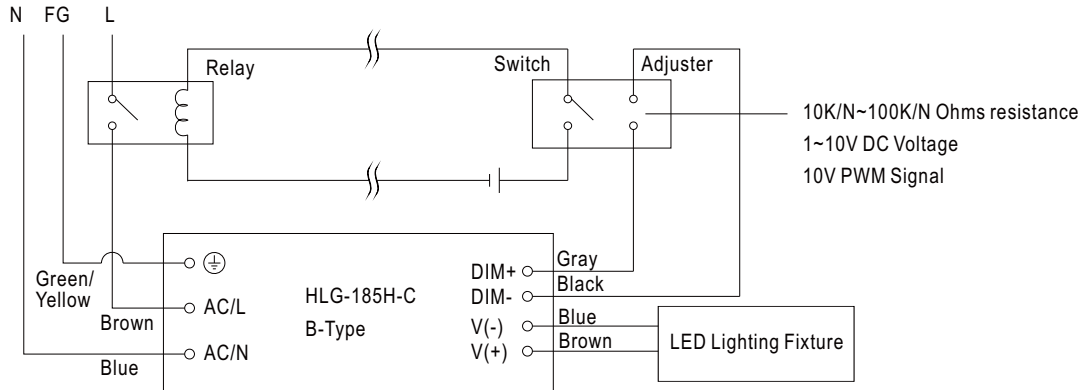 N FG L
Relay
Switch
Adjuster
10K/N~100K/N Ohms resistance
1~10V DC Voltage
10V PWM Signal
Green/
Yellow
Brown
Blue
AC/L
AC/N
HLG-185H-C
B-Type
DIM+
DIM-
V(-)
V(+)
Gray
Black
Blue
Brown
LED Lighting Fixture